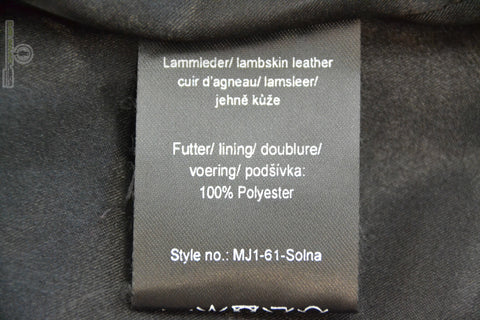 Lammleder/ lambskin leather
cuir d'agneau/ lamsleer/
jehně kůže
Futter/ lining/ doublure/
voering/ podšívka:
100% Polyester
Style no.: MJ1-61-Solna